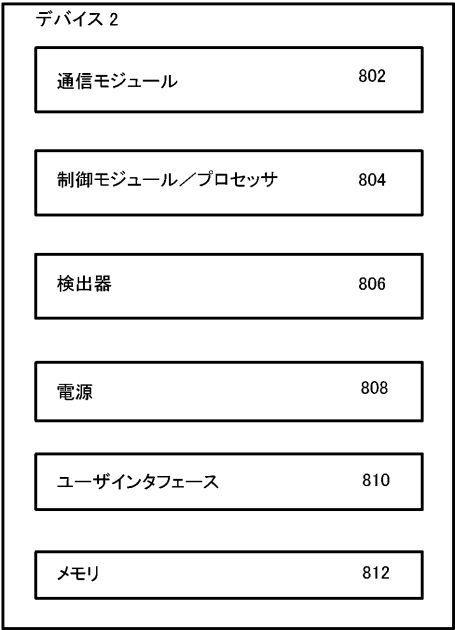 デバイス 2
通信モジュール 802
制御モジュール／プロセッサ 804
検出器 806
電源 808
ユーザインタフェース 810
メモリ 812